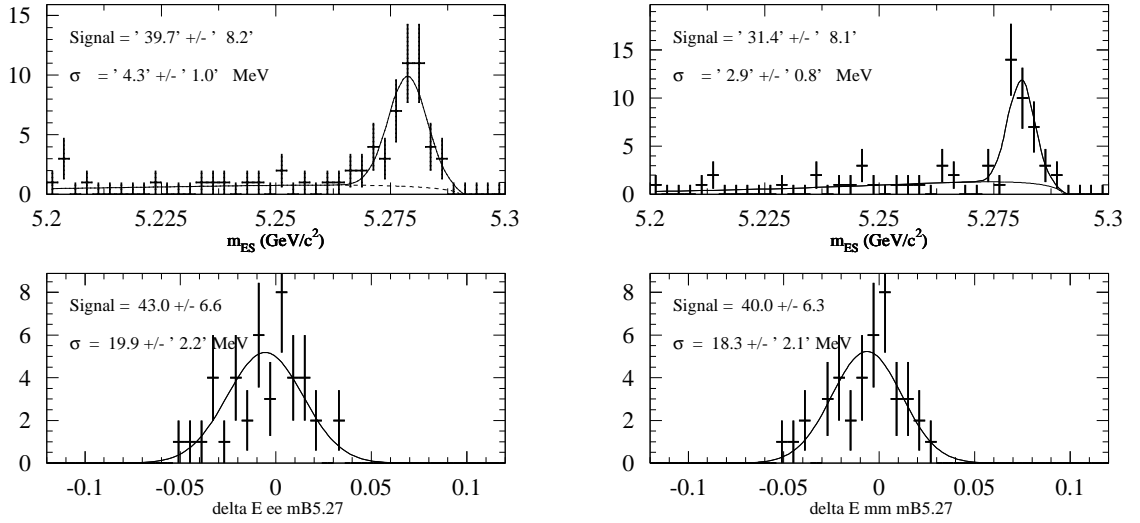 Signal = ’ 39.7’ +/- ’ 8.2’
σ = ’ 4.3’ +/- ’ 1.0’ MeV
15
10
5
0
5.2 5.225 5.25 5.275 5.3
m_ES (GeV/c²)
Signal = ’ 31.4’ +/- ’ 8.1’
σ = ’ 2.9’ +/- ’ 0.8’ MeV
15
10
5
0
5.2 5.225 5.25 5.275 5.3
m_ES (GeV/c²)
Signal = 43.0 +/- 6.6
σ = 19.9 +/- ’ 2.2’ MeV
8
6
4
2
0
-0.1 -0.05 0 0.05 0.1
delta E ee mB5.27
Signal = 40.0 +/- 6.3
σ = 18.3 +/- ’ 2.1’ MeV
8
6
4
2
0
-0.1 -0.05 0 0.05 0.1
delta E mm mB5.27